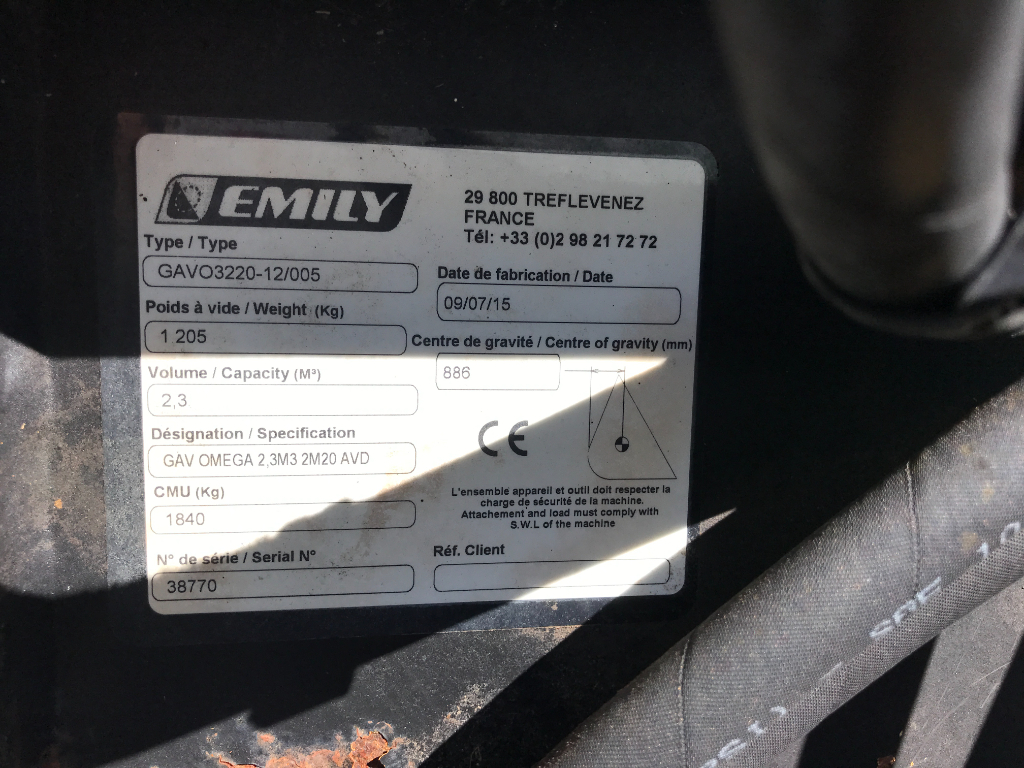 EMILY
29 800 TREFLEVENEZ
FRANCE
Tél: +33 (0)2 98 21 72 72
Type / Type
GAVO3220-12/005
Date de fabrication / Date
09/07/15
Poids à vide / Weight (Kg)
1 205
Centre de gravité / Centre of gravity (mm)
886
Volume / Capacity (M³)
2,3
Désignation / Specification
GAV OMEGA 2,3M3 2M20 AVD
CE
CMU (Kg)
1840
L'ensemble appareil et outil doit respecter la
charge de sécurité de la machine.
Attachement and load must comply with
S.W.L of the machine
N° de série / Serial N°
38770
Réf. Client